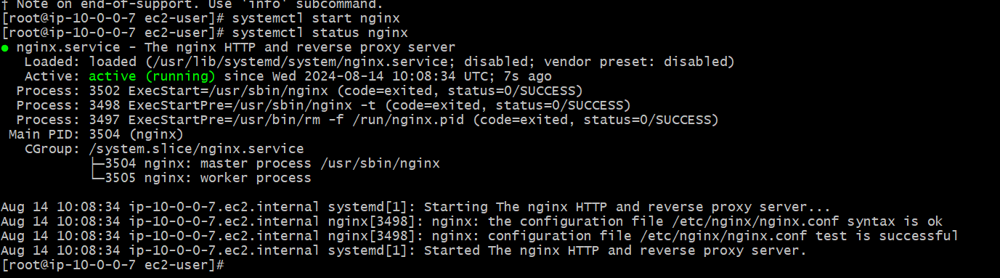 † Note on end-of-support. Use 'info' subcommand.
[root@ip-10-0-0-7 ec2-user]# systemctl start nginx
[root@ip-10-0-0-7 ec2-user]# systemctl status nginx
● nginx.service - The nginx HTTP and reverse proxy server
   Loaded: loaded (/usr/lib/systemd/system/nginx.service; disabled; vendor preset: disabled)
   Active: active (running) since Wed 2024-08-14 10:08:34 UTC; 7s ago
  Process: 3502 ExecStart=/usr/sbin/nginx (code=exited, status=0/SUCCESS)
  Process: 3498 ExecStartPre=/usr/sbin/nginx -t (code=exited, status=0/SUCCESS)
  Process: 3497 ExecStartPre=/usr/bin/rm -f /run/nginx.pid (code=exited, status=0/SUCCESS)
 Main PID: 3504 (nginx)
   CGroup: /system.slice/nginx.service
           ├─3504 nginx: master process /usr/sbin/nginx
           └─3505 nginx: worker process
Aug 14 10:08:34 ip-10-0-0-7.ec2.internal systemd[1]: Starting The nginx HTTP and reverse proxy server...
Aug 14 10:08:34 ip-10-0-0-7.ec2.internal nginx[3498]: nginx: the configuration file /etc/nginx/nginx.conf syntax is ok
Aug 14 10:08:34 ip-10-0-0-7.ec2.internal nginx[3498]: nginx: configuration file /etc/nginx/nginx.conf test is successful
Aug 14 10:08:34 ip-10-0-0-7.ec2.internal systemd[1]: Started The nginx HTTP and reverse proxy server.
[root@ip-10-0-0-7 ec2-user]#